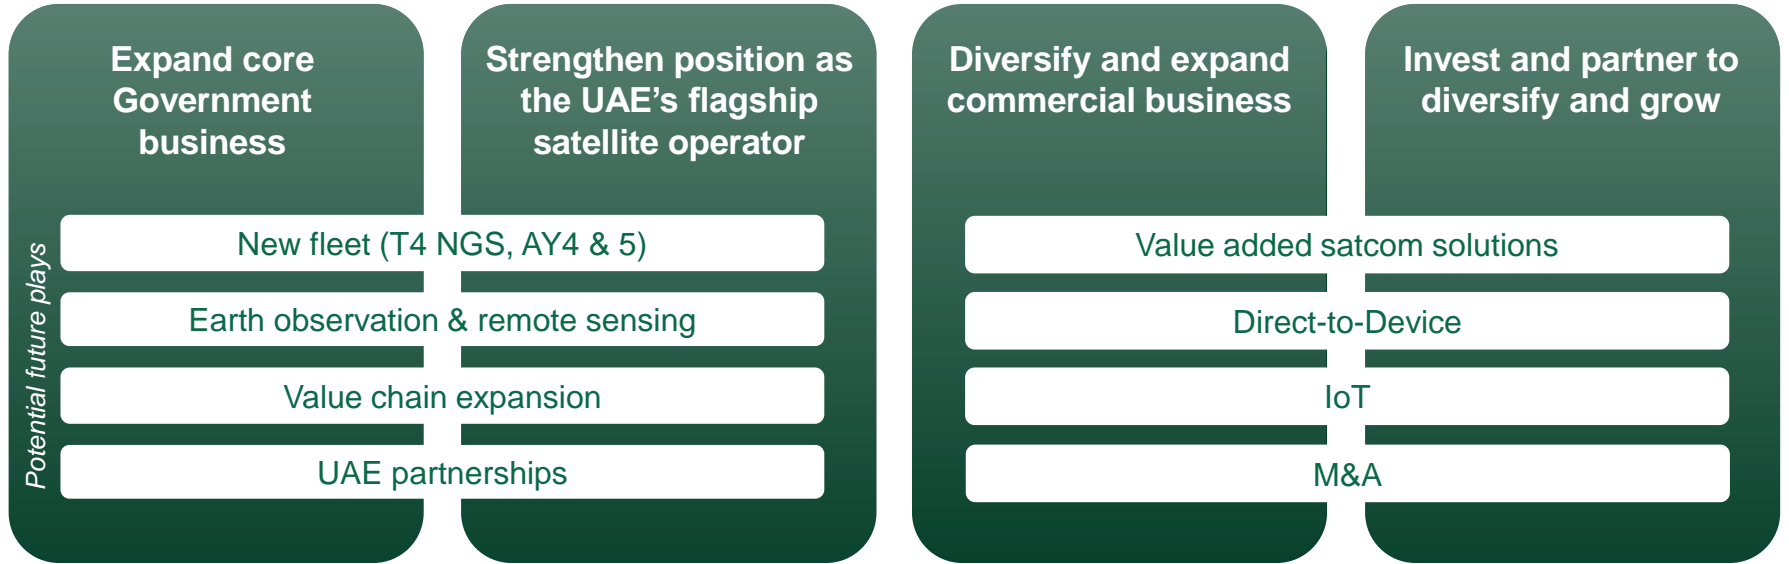 Expand core
Government
business
Strengthen position as
the UAE's flagship
satellite operator
Potential future plays
New fleet (T4 NGS, AY4 & 5)
Earth observation & remote sensing
Value chain expansion
UAE partnerships
Diversify and expand
commercial business
Invest and partner to
diversify and grow
Value added satcom solutions
Direct-to-Device
IoT
M&A